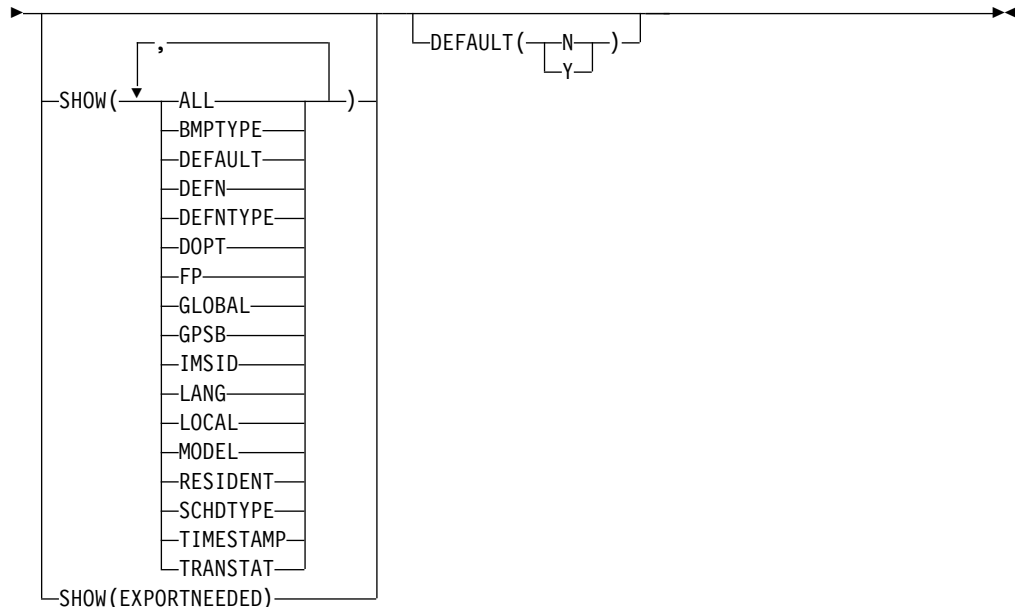 ,
DEFAULT( N )
Y
SHOW( ALL )
BMPTYPE
DEFAULT
DEFN
DEFNTYPE
DOPT
FP
GLOBAL
GPSB
IMSID
LANG
LOCAL
MODEL
RESIDENT
SCHDTYPE
TIMESTAMP
TRANSTAT
SHOW(EXPORTNEEDED)